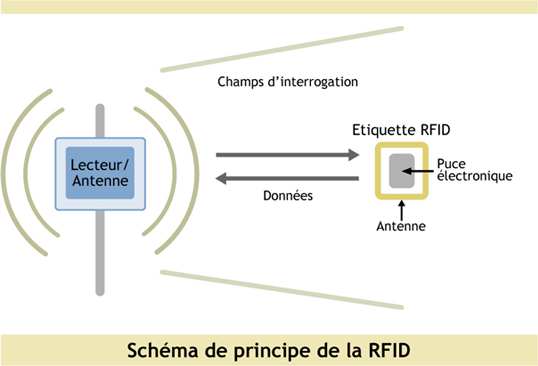 Champs d'interrogation
Etiquette RFID
Lecteur/
Antenne
Puce
électronique
Données
Antenne
Schéma de principe de la RFID